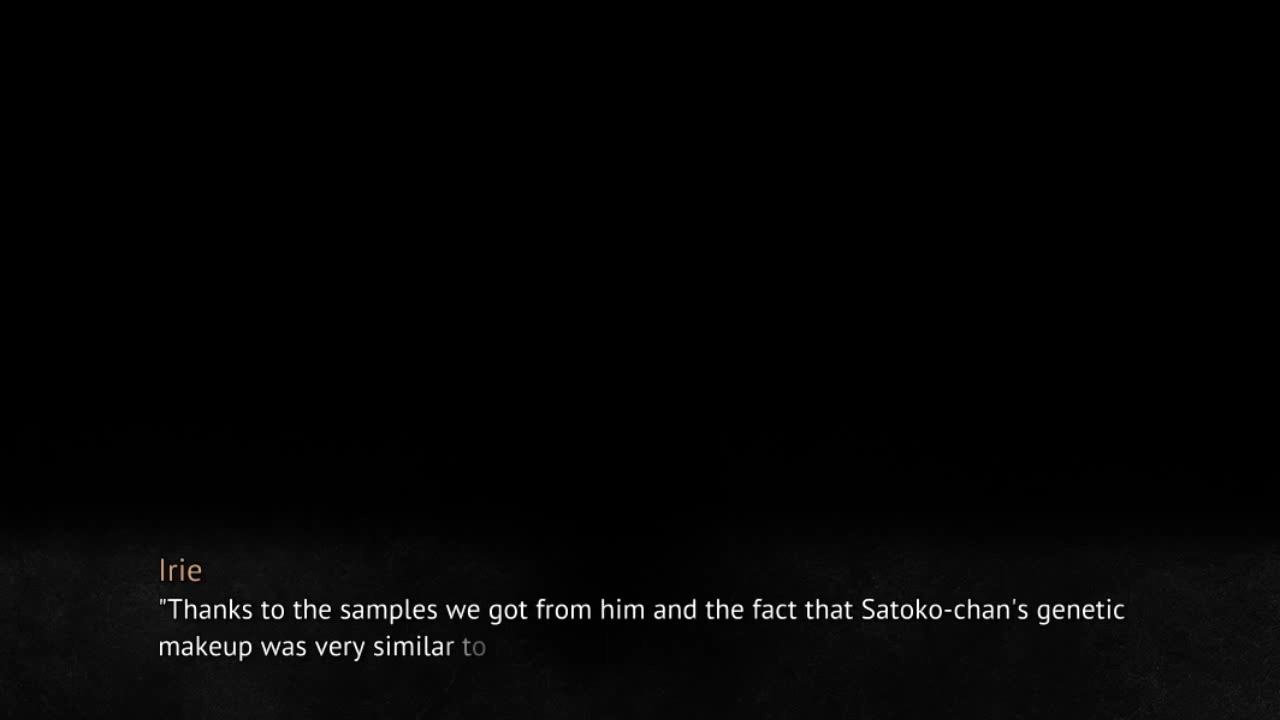 Irie
"Thanks to the samples we got from him and the fact that Satoko-chan's genetic
makeup was very similar to